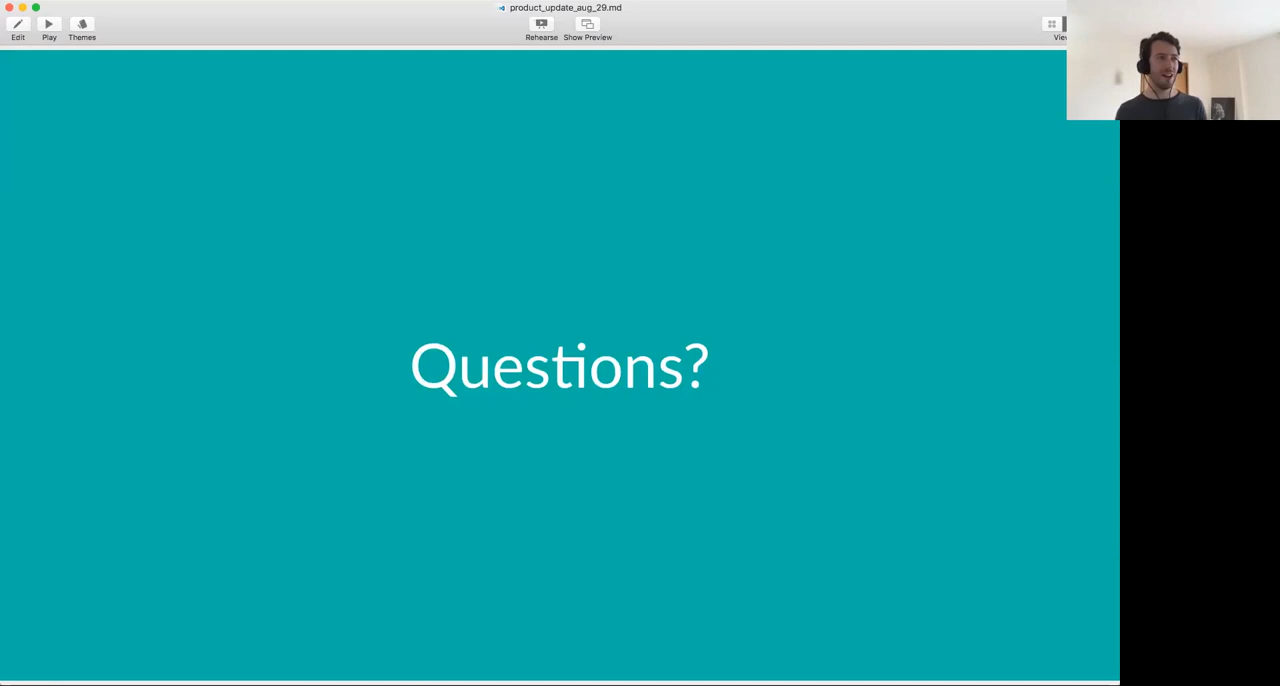 product_update_aug_29.md
Edit
Play
Themes
Rehearse
Show Preview
Questions?